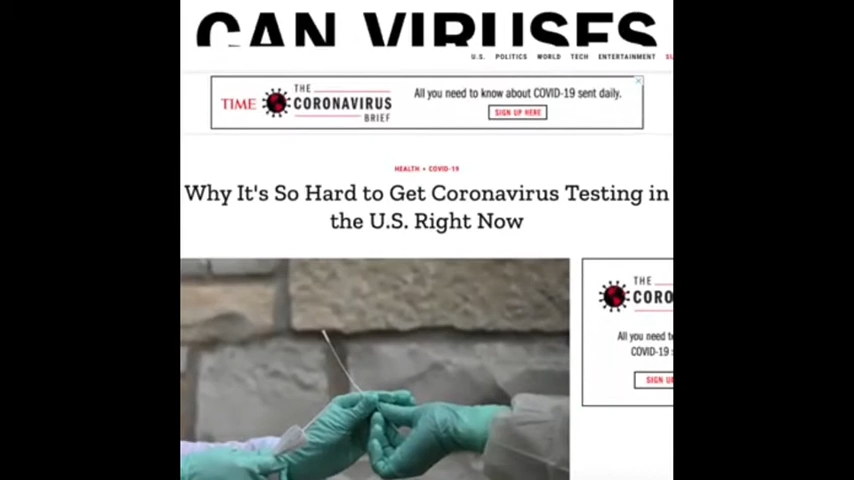 CAN VIRUSES
U.S. POLITICS WORLD TECH ENTERTAINMENT
TIME THE CORONAVIRUS BRIEF
All you need to know about COVID-19 sent daily.
SIGN UP HERE
HEALTH • COVID-19
Why It's So Hard to Get Coronavirus Testing in
the U.S. Right Now
THE
CORO
All you need t
COVID-19
SIGN U